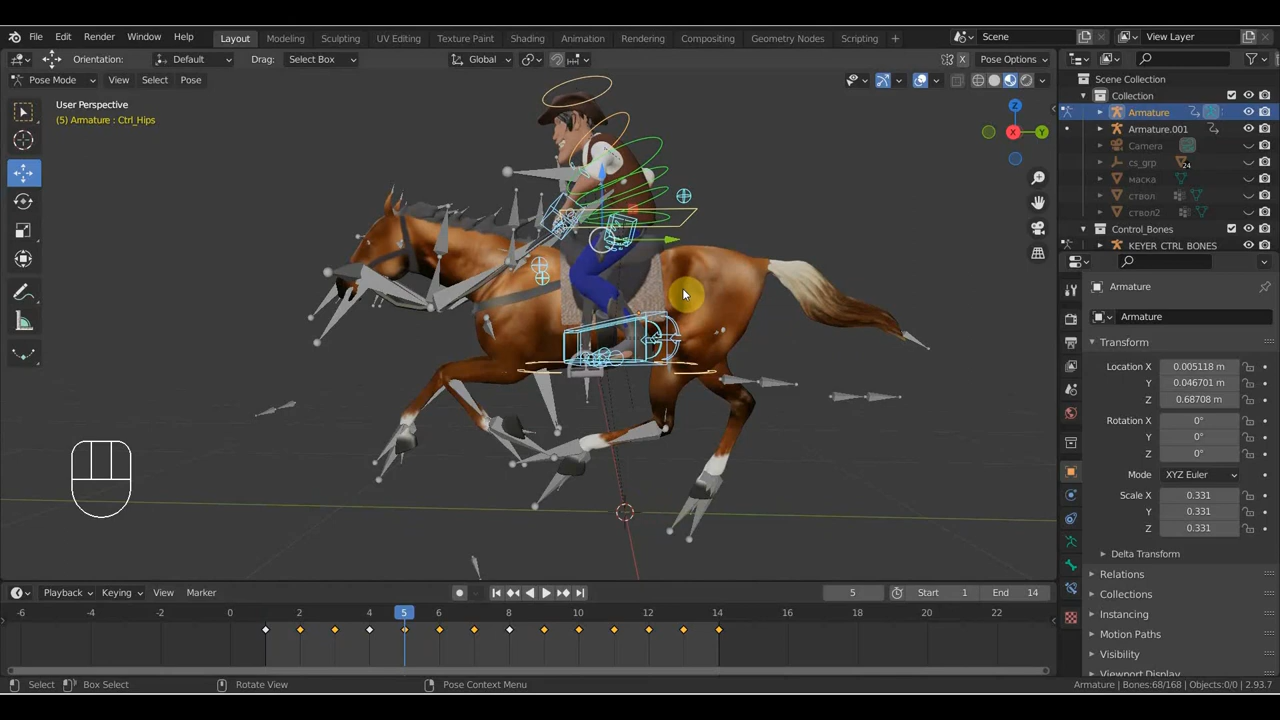 File Edit Render Window Help Layout Modeling Sculpting UV Editing Texture Paint Shading Animation Rendering Compositing Geometry Nodes Scripting + Scene View Layer
Orientation: Default Drag: Select Box Global X Pose Options
Pose Mode View Select Pose
User Perspective
(5) Armature : Ctrl_Hips
Z
X
Y
Scene Collection
Collection
Armature
Armature.001
Camera
cs_grp 24
маска
ствол
ствол2
Control_Bones
KEYER CTRL BONES
Armature
Armature
Transform
Location X 0.005118 m
Y 0.046701 m
Z 0.68708 m
Rotation X 0°
Y 0°
Z 0°
Mode XYZ Euler
Scale X 0.331
Y 0.331
Z 0.331
Delta Transform
Relations
Collections
Instancing
Motion Paths
Visibility
Viewport Display
Playback Keying View Marker 5 Start 1 End 14
-6 -4 -2 0 2 4 5 6 8 10 12 14 16 18 20 22
Select Box Select Rotate View Pose Context Menu Armature | Bones:68/168 | Objects:0/0 | 2.93.7